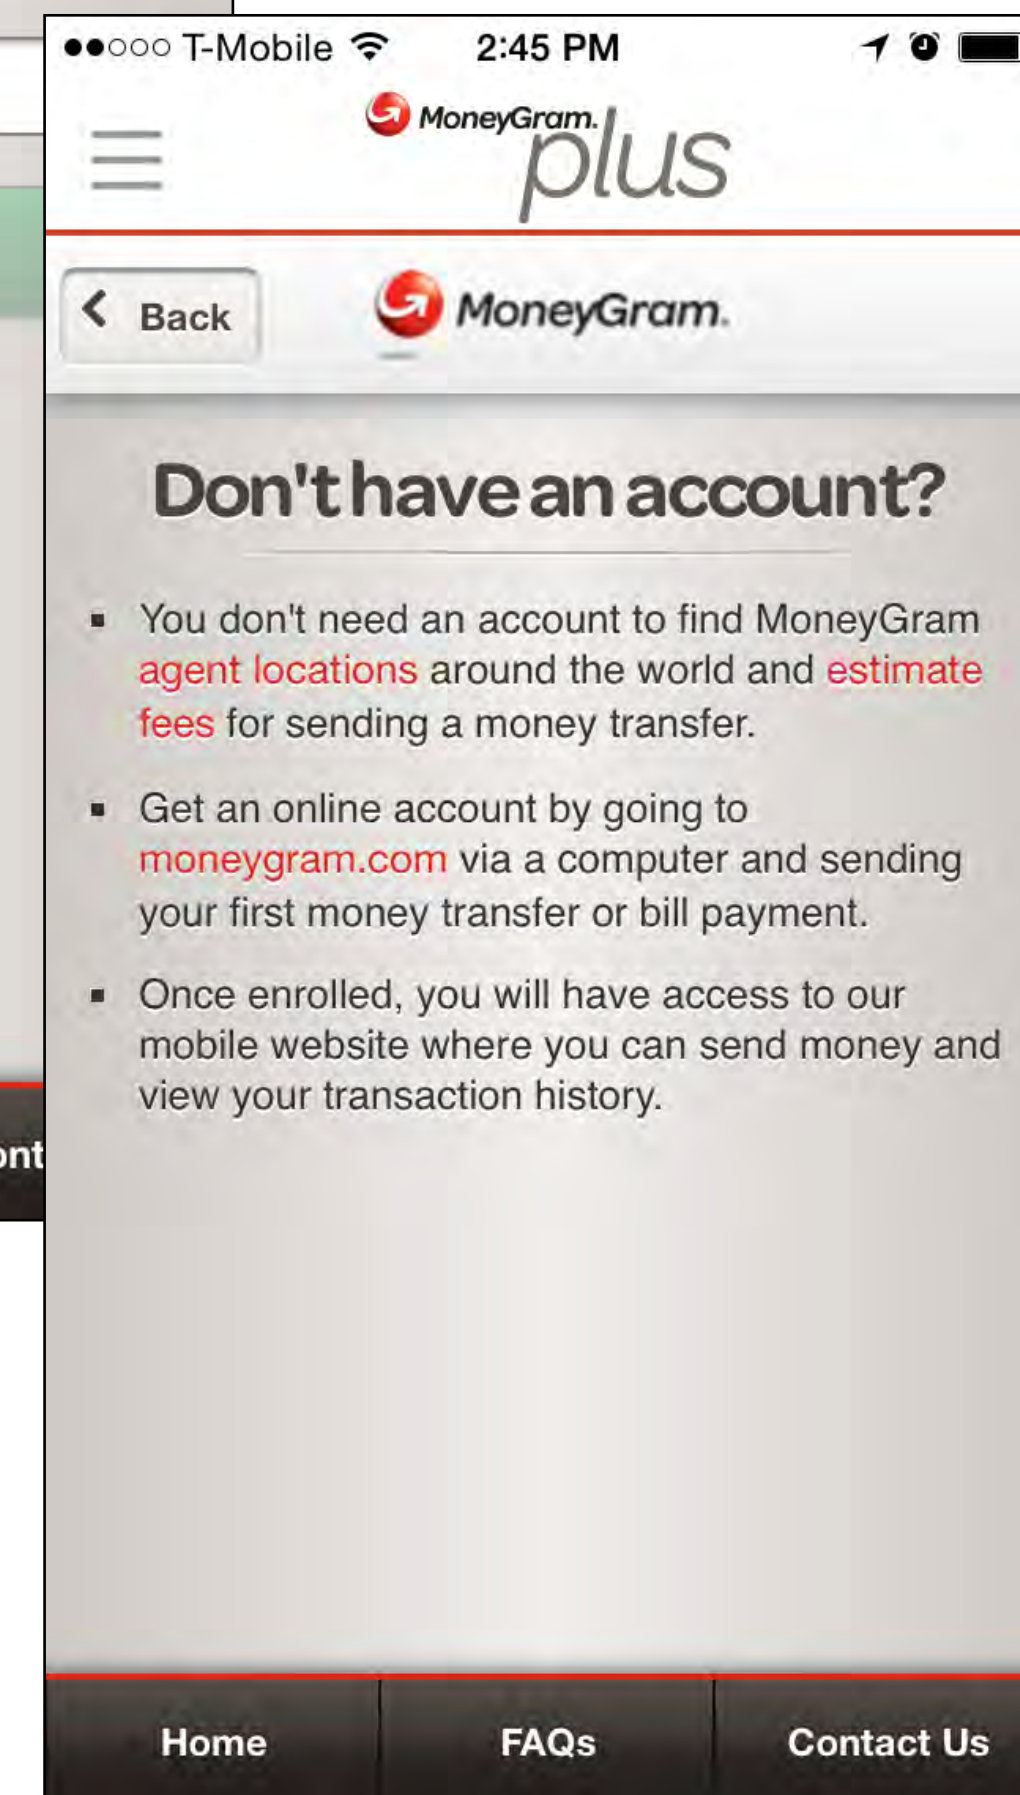 T-Mobile 2:45 PM
MoneyGram.
plus
Back
MoneyGram.
Don't have an account?
▪ You don't need an account to find MoneyGram
agent locations around the world and estimate
fees for sending a money transfer.
▪ Get an online account by going to
moneygram.com via a computer and sending
your first money transfer or bill payment.
▪ Once enrolled, you will have access to our
mobile website where you can send money and
view your transaction history.
ont
Home FAQs Contact Us